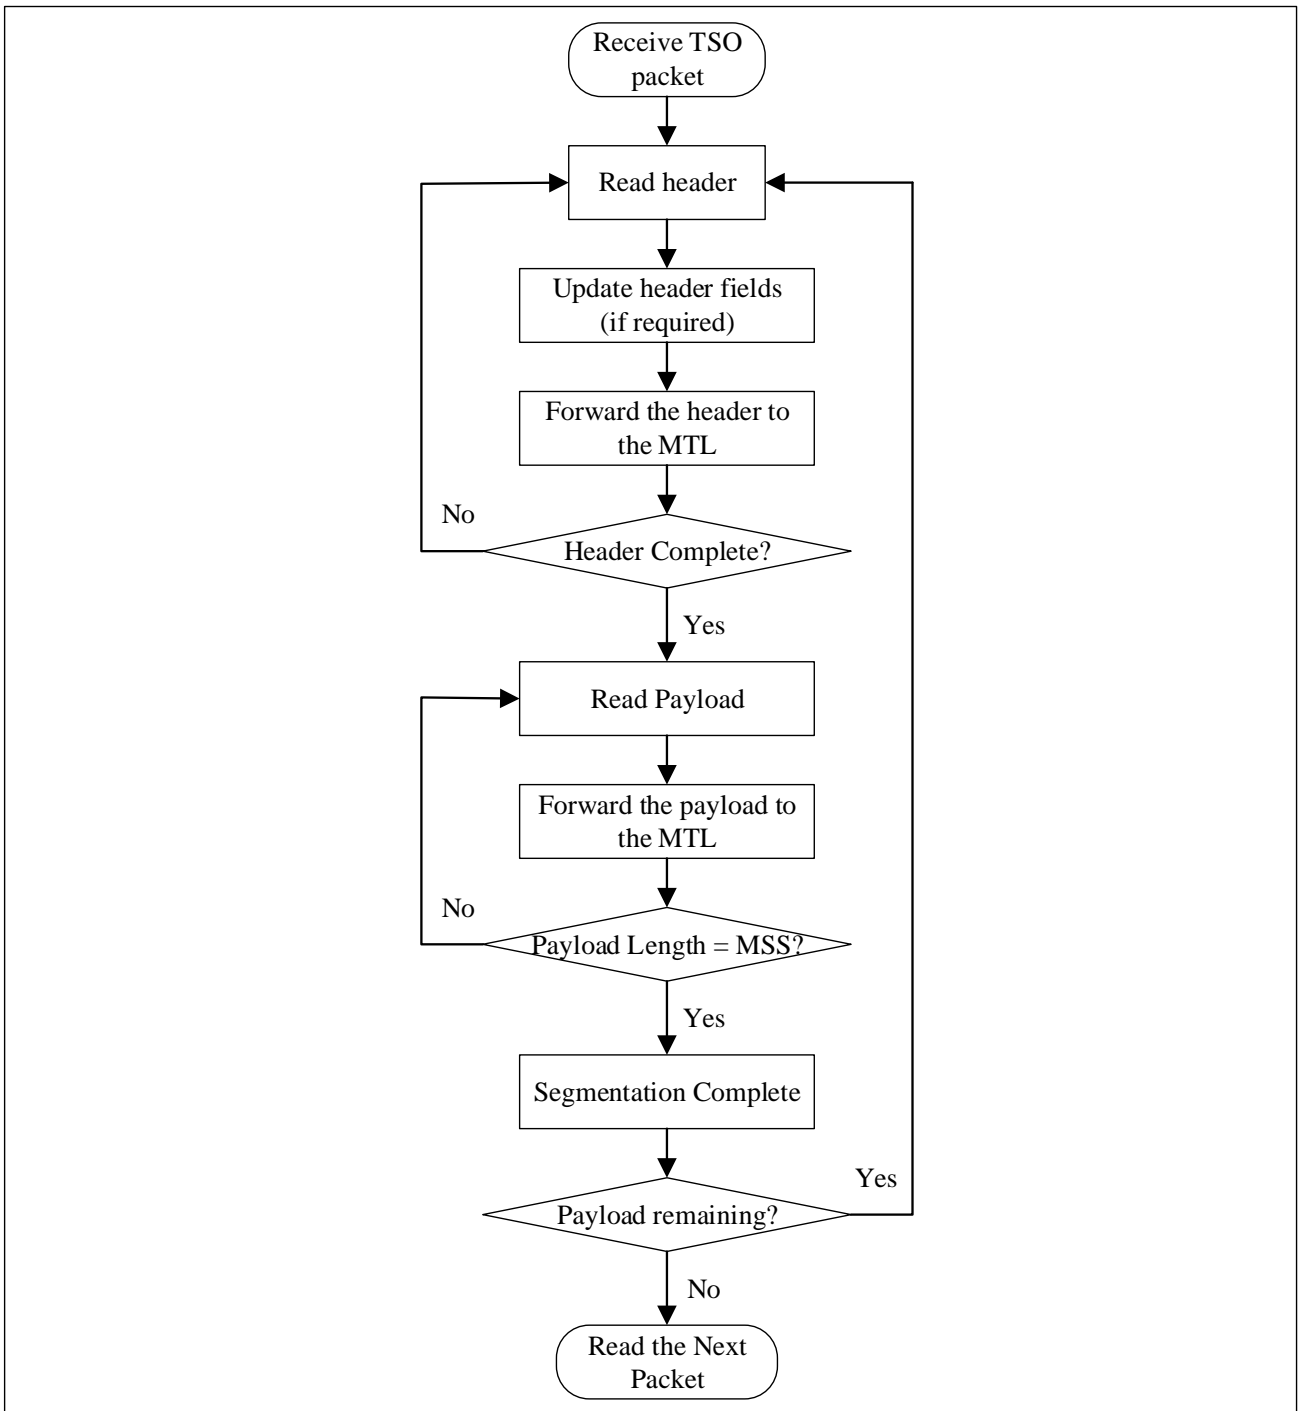 Receive TSO
packet
Read header
Update header fields
(if required)
Forward the header to
the MTL
No
Header Complete?
Yes
Read Payload
Forward the payload to
the MTL
No
Payload Length = MSS?
Yes
Segmentation Complete
Yes
Payload remaining?
No
Read the Next
Packet